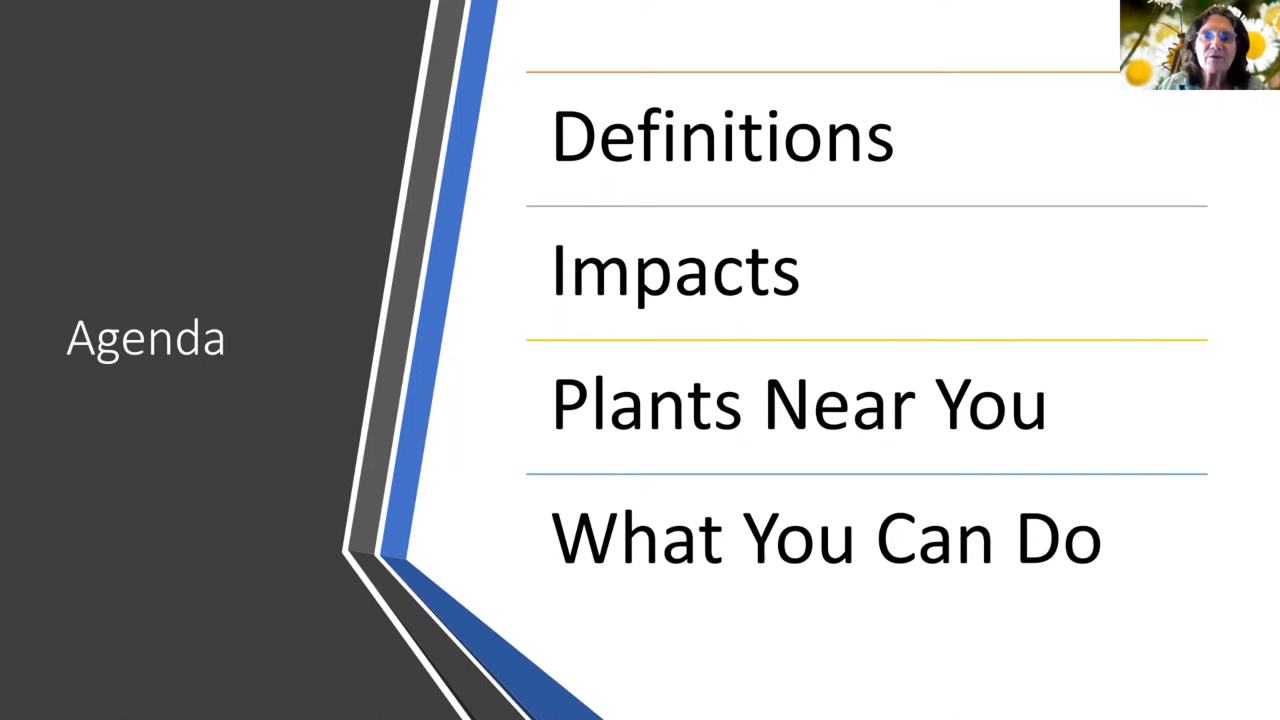 Agenda
Definitions
Impacts
Plants Near You
What You Can Do